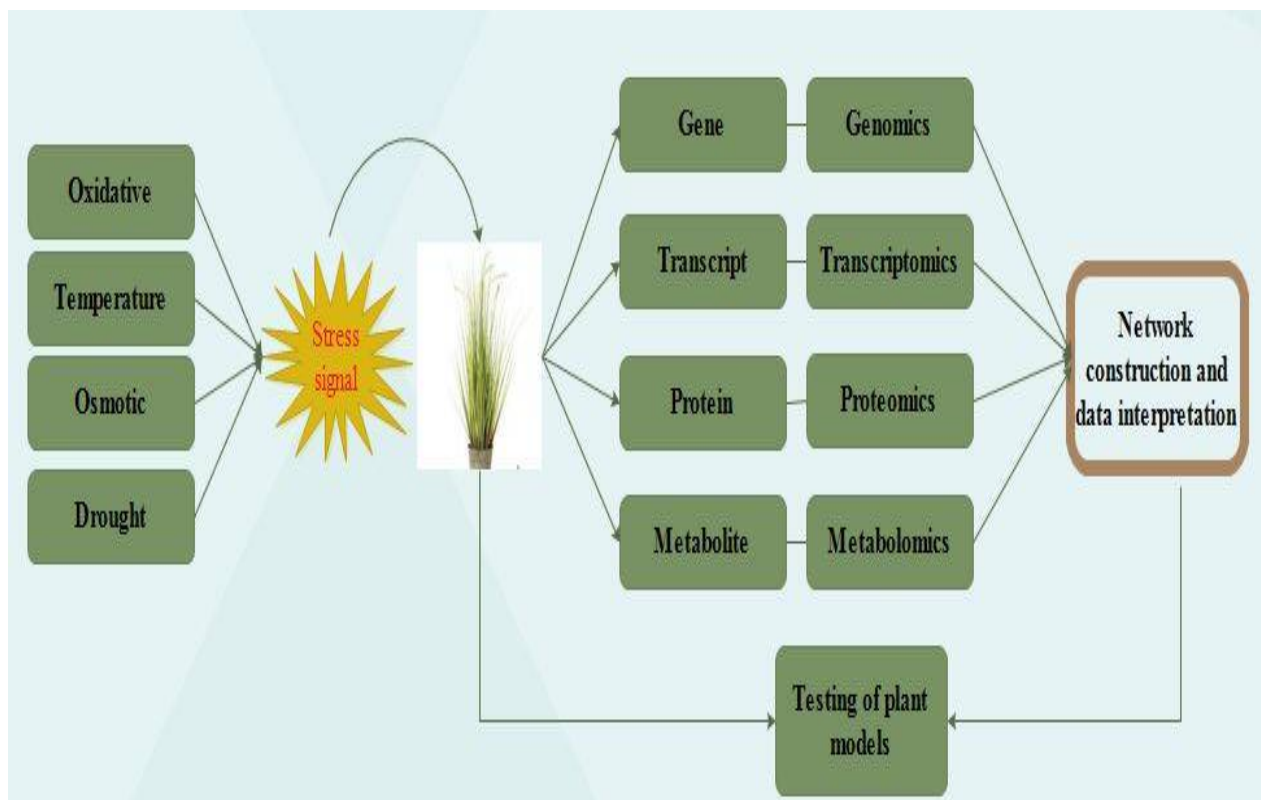 Oxidative
Temperature
Osmotic
Drought
Stress
signal
Gene
Genomics
Transcript
Transcriptomics
Protein
Proteomics
Metabolite
Metabolomics
Network
construction and
data interpretation
Testing of plant
models